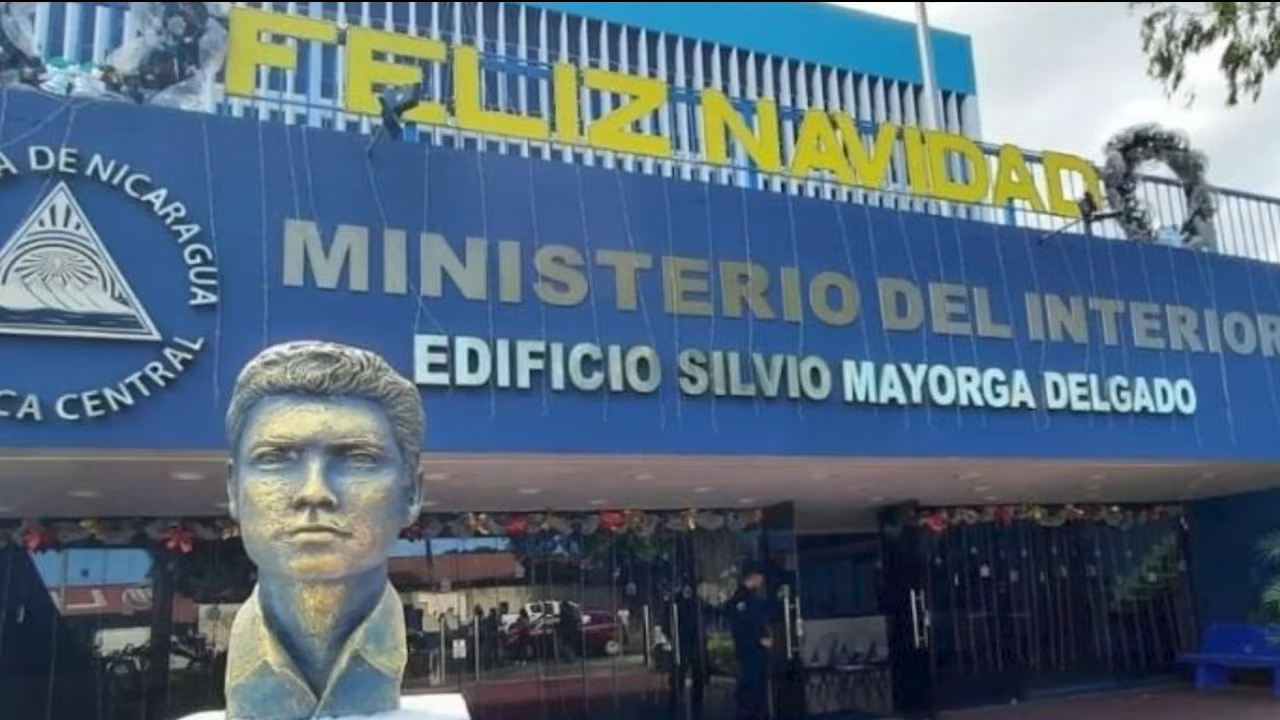 FELIZ NAVIDAD
A DE NICARAGUA
CA CENTRAL
MINISTERIO DEL INTERIOR
EDIFICIO SILVIO MAYORGA DELGADO